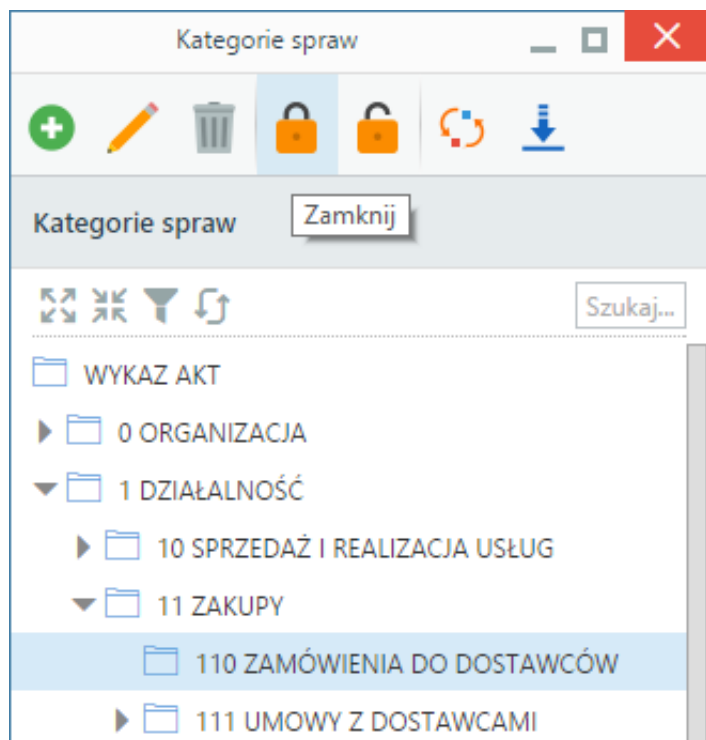 Kategorie spraw
Kategorie spraw
Zamknij
Szukaj...
WYKAZ AKT
0 ORGANIZACJA
1 DZIAŁALNOŚĆ
10 SPRZEDAŻ I REALIZACJA USŁUG
11 ZAKUPY
110 ZAMÓWIENIA DO DOSTAWCÓW
111 UMOWY Z DOSTAWCAMI